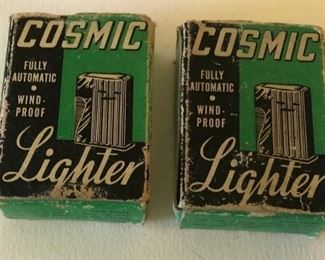 COSMIC
FULLY
AUTOMATIC
•
WIND-
PROOF
Lighter
COSMIC
FULLY
AUTOMATIC
•
WIND-
PROOF
Lighter